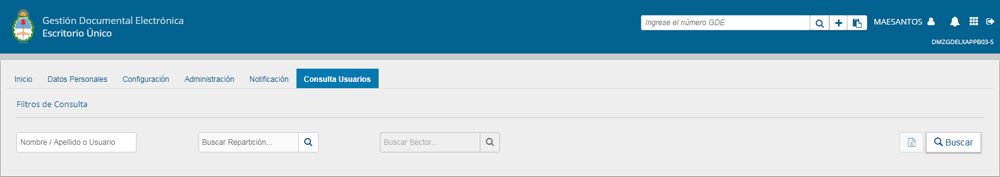 Gestión Documental Electrónica
Escritorio Único
Ingrese el número GDE
MAESANTOS
DMZGDELXAPPB03-5
Inicio
Datos Personales
Configuración
Administración
Notificación
Consulta Usuarios
Filtros de Consulta
Nombre / Apellido o Usuario
Buscar Repartición...
Buscar Sector...
Buscar